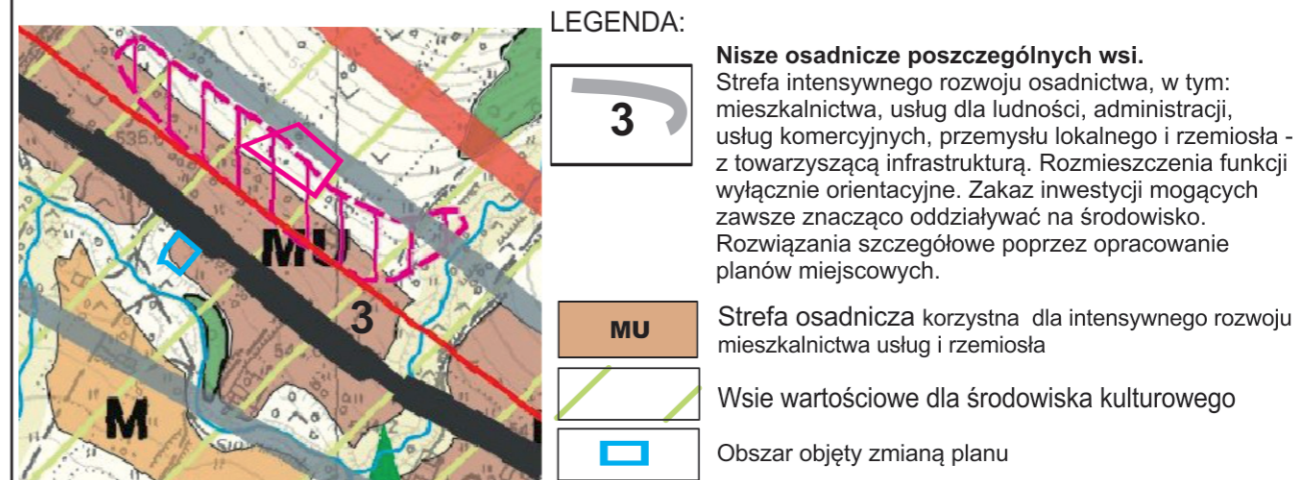 LEGENDA:
3
Nisze osadnicze poszczególnych wsi.
Strefa intensywnego rozwoju osadnictwa, w tym:
mieszkalnictwa, usług dla ludności, administracji,
usług komercyjnych, przemysłu lokalnego i rzemiosła -
z towarzyszącą infrastrukturą. Rozmieszczenia funkcji
wyłącznie orientacyjne. Zakaz inwestycji mogących
zawsze znacząco oddziaływać na środowisko.
Rozwiązania szczegółowe poprzez opracowanie
planów miejscowych.
MU
Strefa osadnicza korzystna dla intensywnego rozwoju
mieszkalnictwa usług i rzemiosła
Wsie wartościowe dla środowiska kulturowego
Obszar objęty zmianą planu
MU
3
M